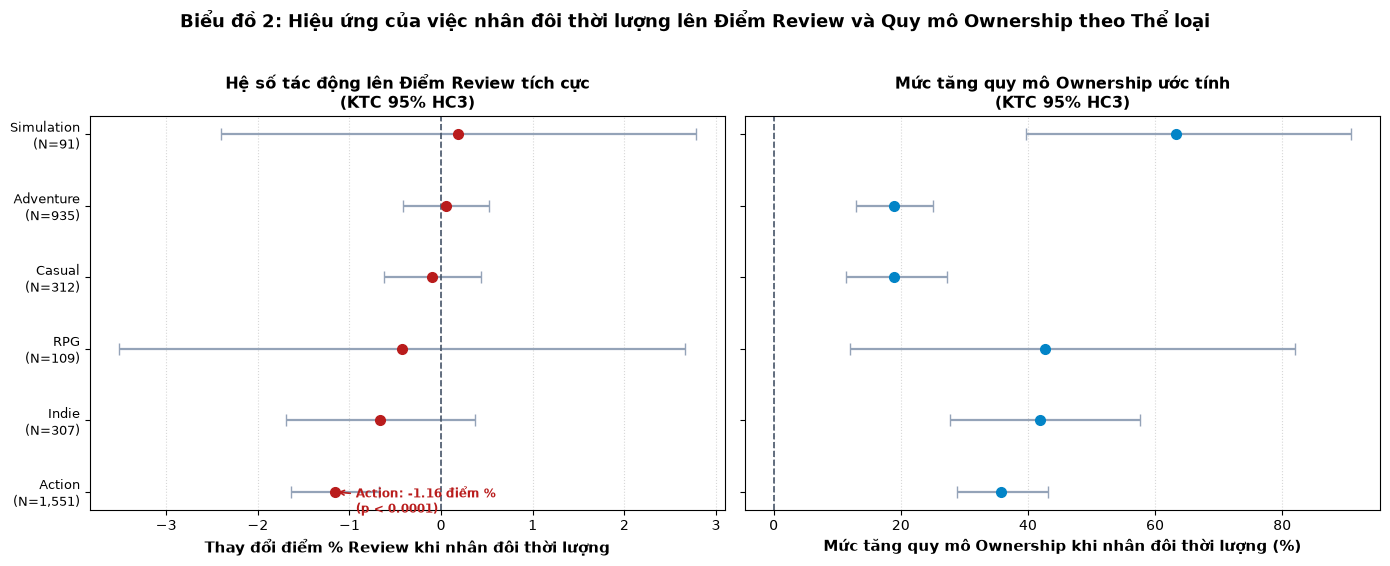 Biểu đồ 2: Hiệu ứng của việc nhân đôi thời lượng lên Điểm Review và Quy mô Ownership theo Thể loại
Hệ số tác động lên Điểm Review tích cực
(KTC 95% HC3)
Simulation
(N=91)
Adventure
(N=935)
Casual
(N=312)
RPG
(N=109)
Indie
(N=307)
Action
(N=1,551)
Action: -1.16 điểm %
(p < 0.0001)
−3 −2 −1 0 1 2 3
Thay đổi điểm % Review khi nhân đôi thời lượng
Mức tăng quy mô Ownership ước tính
(KTC 95% HC3)
0 20 40 60 80
Mức tăng quy mô Ownership khi nhân đôi thời lượng (%)